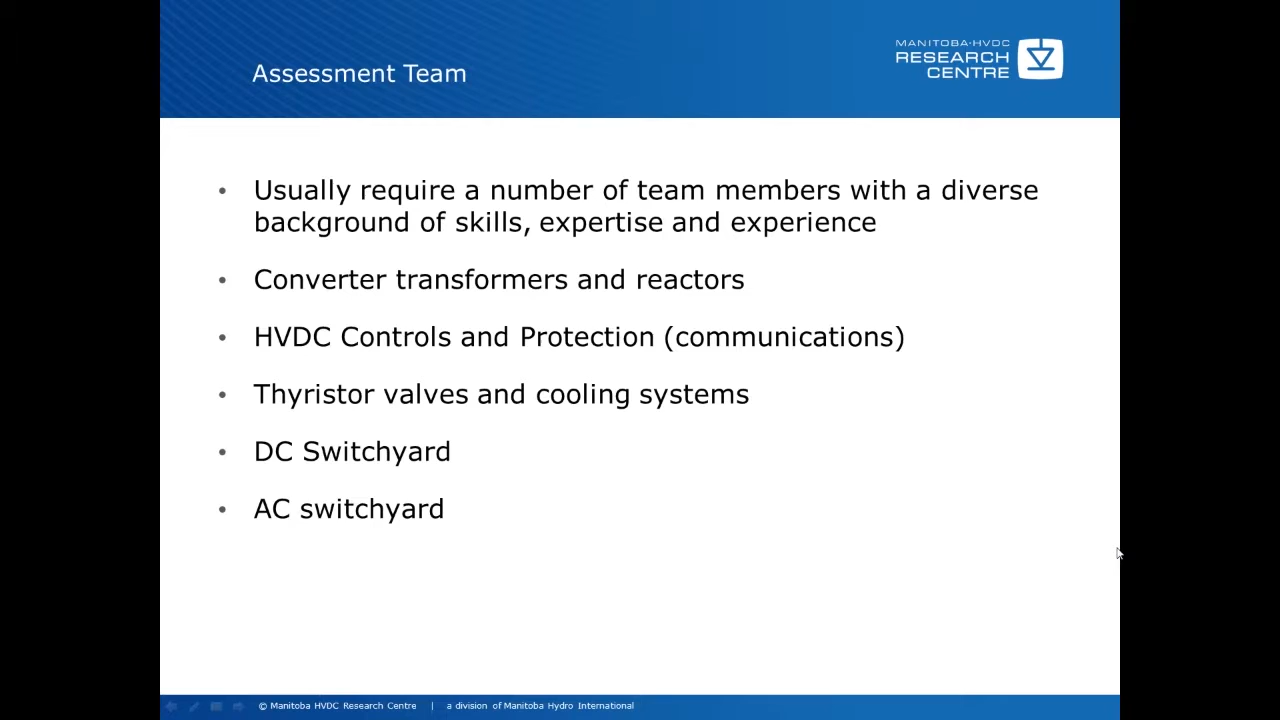 Assessment Team
MANITOBA·HVDC
RESEARCH
CENTRE
• Usually require a number of team members with a diverse
background of skills, expertise and experience
• Converter transformers and reactors
• HVDC Controls and Protection (communications)
• Thyristor valves and cooling systems
• DC Switchyard
• AC switchyard
© Manitoba HVDC Research Centre | a division of Manitoba Hydro International